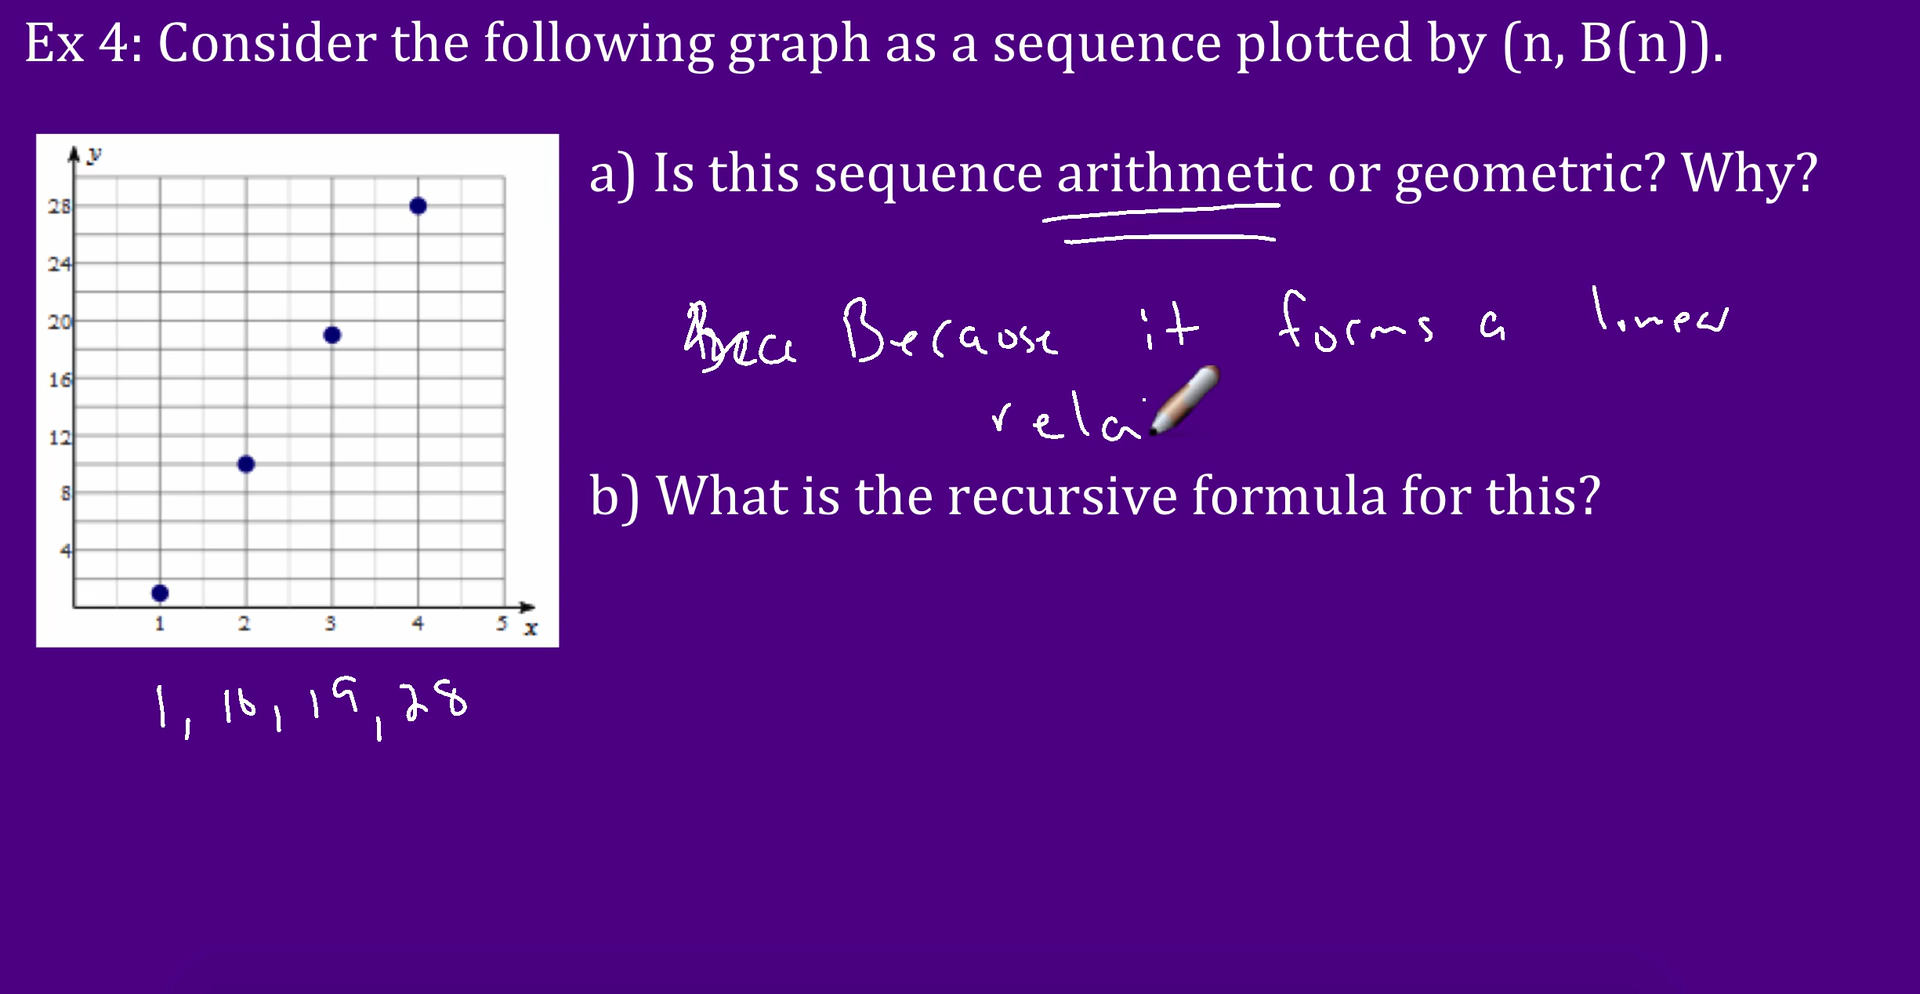 Ex 4: Consider the following graph as a sequence plotted by (n, B(n)).
a) Is this sequence arithmetic or geometric? Why?
Because it forms a linear
rela
b) What is the recursive formula for this?
y
28
24
20
16
12
8
4
1 2 3 4 5 x
1, 10, 19, 28